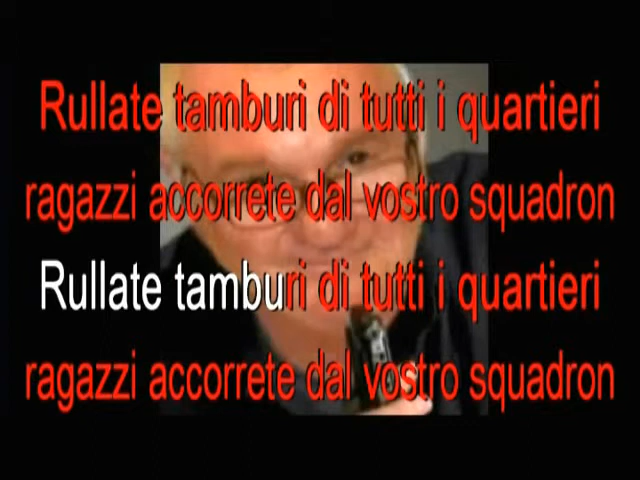 Rullate tamburi di tutti i quartieri
ragazzi accorrete dal vostro squadron
Rullate tamburi di tutti i quartieri
ragazzi accorrete dal vostro squadron